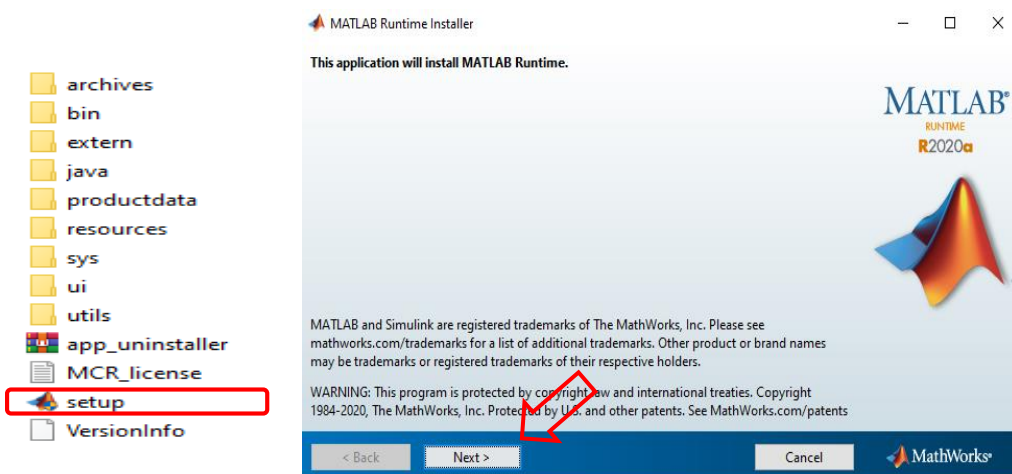 archives
bin
extern
java
productdata
resources
sys
ui
utils
app_uninstaller
MCR_license
setup
VersionInfo
MATLAB Runtime Installer
This application will install MATLAB Runtime.
MATLAB®
RUNTIME
R2020a
MATLAB and Simulink are registered trademarks of The MathWorks, Inc. Please see
mathworks.com/trademarks for a list of additional trademarks. Other product or brand names
may be trademarks or registered trademarks of their respective holders.
WARNING: This program is protected by copyright law and international treaties. Copyright
1984-2020, The MathWorks, Inc. Protected by U.S. and other patents. See MathWorks.com/patents
< Back
Next >
Cancel
MathWorks®